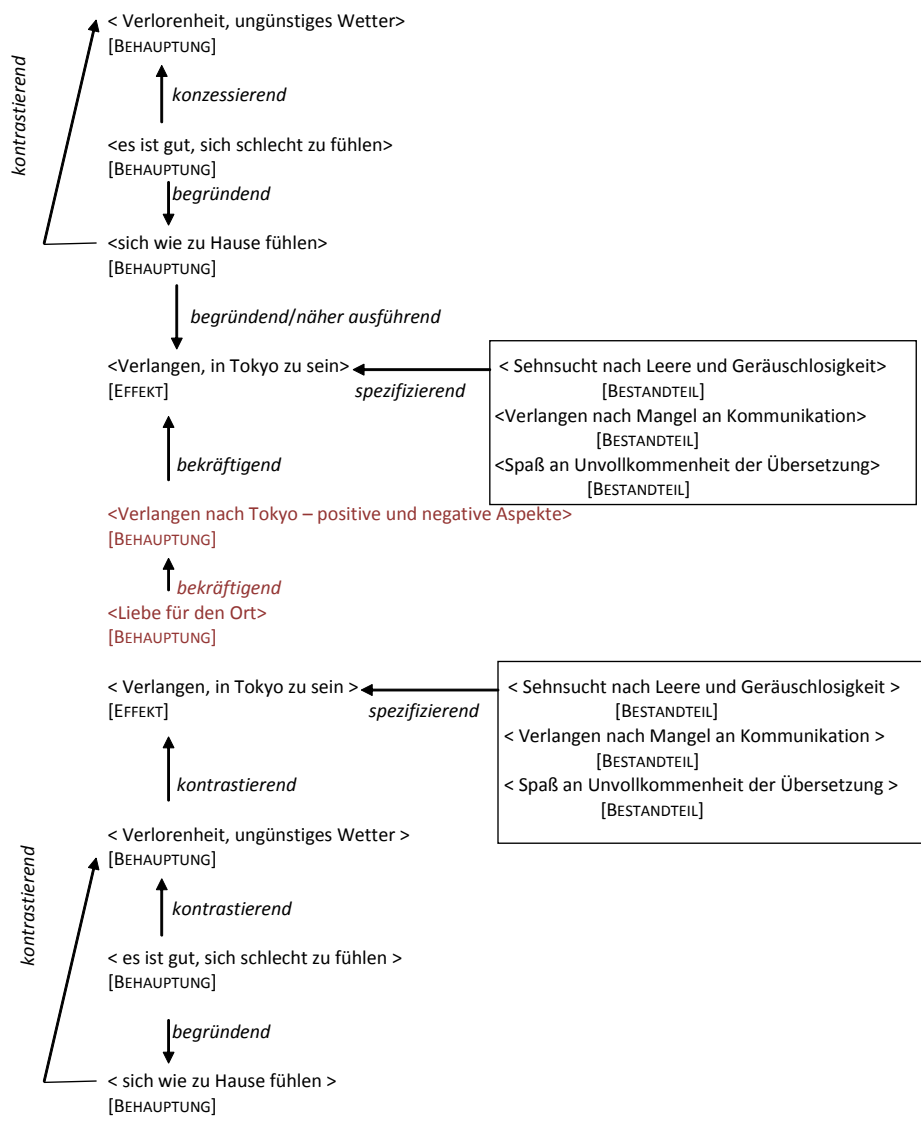 < Verlorenheit, ungünstiges Wetter>
[BEHAUPTUNG]
kontrastierend
konzessierend
<es ist gut, sich schlecht zu fühlen>
[BEHAUPTUNG]
begründend
<sich wie zu Hause fühlen>
[BEHAUPTUNG]
begründend/näher ausführend
<Verlangen, in Tokyo zu sein>
[EFFEKT]
spezifizierend
< Sehnsucht nach Leere und Geräuschlosigkeit>
[BESTANDTEIL]
<Verlangen nach Mangel an Kommunikation>
[BESTANDTEIL]
<Spaß an Unvollkommenheit der Übersetzung>
[BESTANDTEIL]
bekräftigend
<Verlangen nach Tokyo – positive und negative Aspekte>
[BEHAUPTUNG]
bekräftigend
<Liebe für den Ort>
[BEHAUPTUNG]
< Verlangen, in Tokyo zu sein >
[EFFEKT]
spezifizierend
< Sehnsucht nach Leere und Geräuschlosigkeit >
[BESTANDTEIL]
< Verlangen nach Mangel an Kommunikation >
[BESTANDTEIL]
< Spaß an Unvollkommenheit der Übersetzung >
[BESTANDTEIL]
kontrastierend
< Verlorenheit, ungünstiges Wetter >
[BEHAUPTUNG]
kontrastierend
kontrastierend
< es ist gut, sich schlecht zu fühlen >
[BEHAUPTUNG]
begründend
< sich wie zu Hause fühlen >
[BEHAUPTUNG]